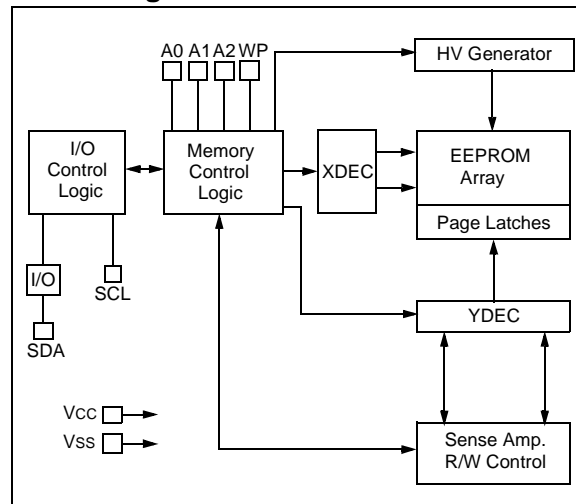 A0 A1 A2 WP
HV Generator
I/O
Control
Logic
Memory
Control
Logic
XDEC
EEPROM
Array
Page Latches
I/O
SCL
SDA
YDEC
VCC
VSS
Sense Amp.
R/W Control